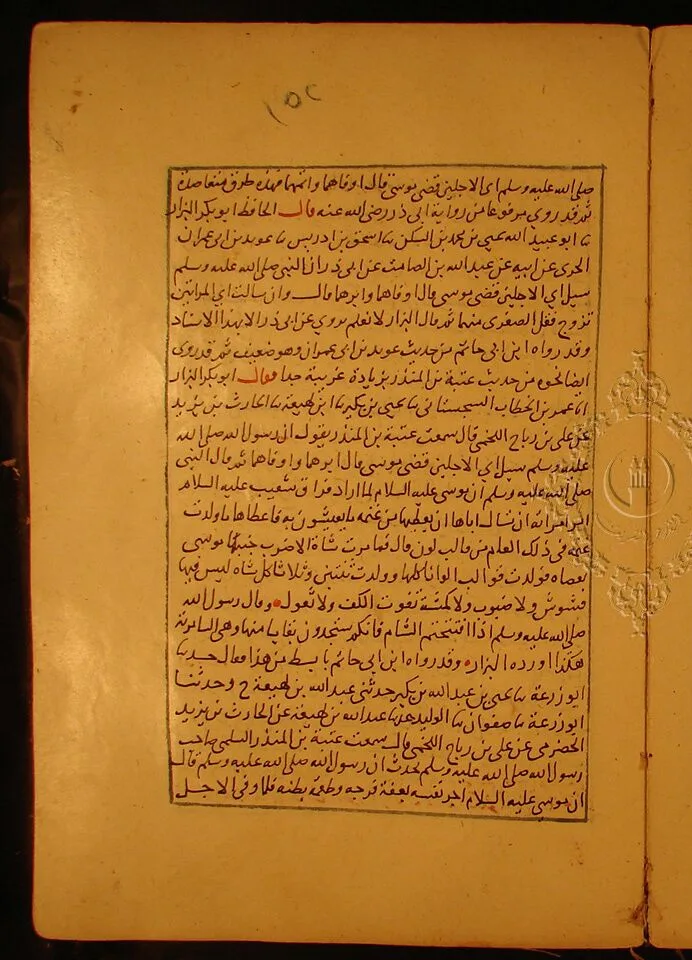 ١٥٢
صلى الله عليه وسلم اي الاجلين قضى موسى قال اوفاهما واتمهما فهذه طرق متعاضدة
ثم قد روي مرفوعا من رواية ابي ذر رضي الله عنه قال الحافظ ابو بكر البزار
ثنا ابو عبيد الله يحيى بن محمد بن السكن ثنا اسحق بن ادريس ثنا عويد بن ابي عمران
الجوني عن ابيه عن عبد الله بن الصامت عن ابي ذر ان النبي صلى الله عليه وسلم
سيل اي الاجلين قضى موسى قال اوفاهما وابرهما قال وان سالت اي المراتين
تزوج فقل الصغرى منهما ثم قال البزار لا نعلم يروي عن ابي ذر الا بهذا الاسناد
وقد رواه ابن ابي حاتم من حديث عويد بن ابي عمران وهو ضعيف ثم قد روى
ايضا نحوه من حديث عتبة بن المنذر بزيادة غريبة جدا فقال ابو بكر البزار
انا عمر بن الخطاب السجستاني ثنا يحيى بن بكير ثنا ابن لهيعة ثنا الحارث بن يزيد
عن علي بن رباح اللخمي قال سمعت عتبة بن المنذر يقول ان رسول الله صلى الله
عليه وسلم سيل اي الاجلين قضى موسى قال ابرهما واوفاهما ثم قال النبي
صلى الله عليه وسلم ان موسى عليه السلام لما اراد فراق شعيب عليه السلام
امر امراته ان تسال اباها ان يعطيها من غنمه ما يعيشون به فاعطاها ما ولدت
غنمه في ذلك العام من قالب لون قال فما مرت شاة الا ضرب جنبها موسى
بعصاه فولدت قوالب الوانا كلها وولدت ثنتين وثلاثا كل شاة ليس فيها
فشوش ولا ضبوب ولا كمشة تفوت الكف ولا ثعول وقال رسول الله
صلى الله عليه وسلم اذا افتتحتم الشام فانكم ستجدون بقايا منها وهي السامرية
هكذا اورده البزار وقد رواه ابن ابي حاتم بابسط من هذا فقال حدثنا
ابو زرعة ثنا يحيى بن عبد الله بن بكير حدثني عبد الله بن لهيعة ح وحدثنا
ابو زرعة ثنا صفوان ثنا الوليد ثنا عبد الله بن لهيعة عن الحارث بن يزيد
الحضرمي عن علي بن رباح اللخمي قال سمعت عتبة بن المنذر السلمي صاحب
رسول الله صلى الله عليه وسلم يحدث ان رسول الله صلى الله عليه وسلم قال
ان موسى عليه السلام اجر نفسه بعفة فرجه وطعمة بطنه فلما وفى الاجل